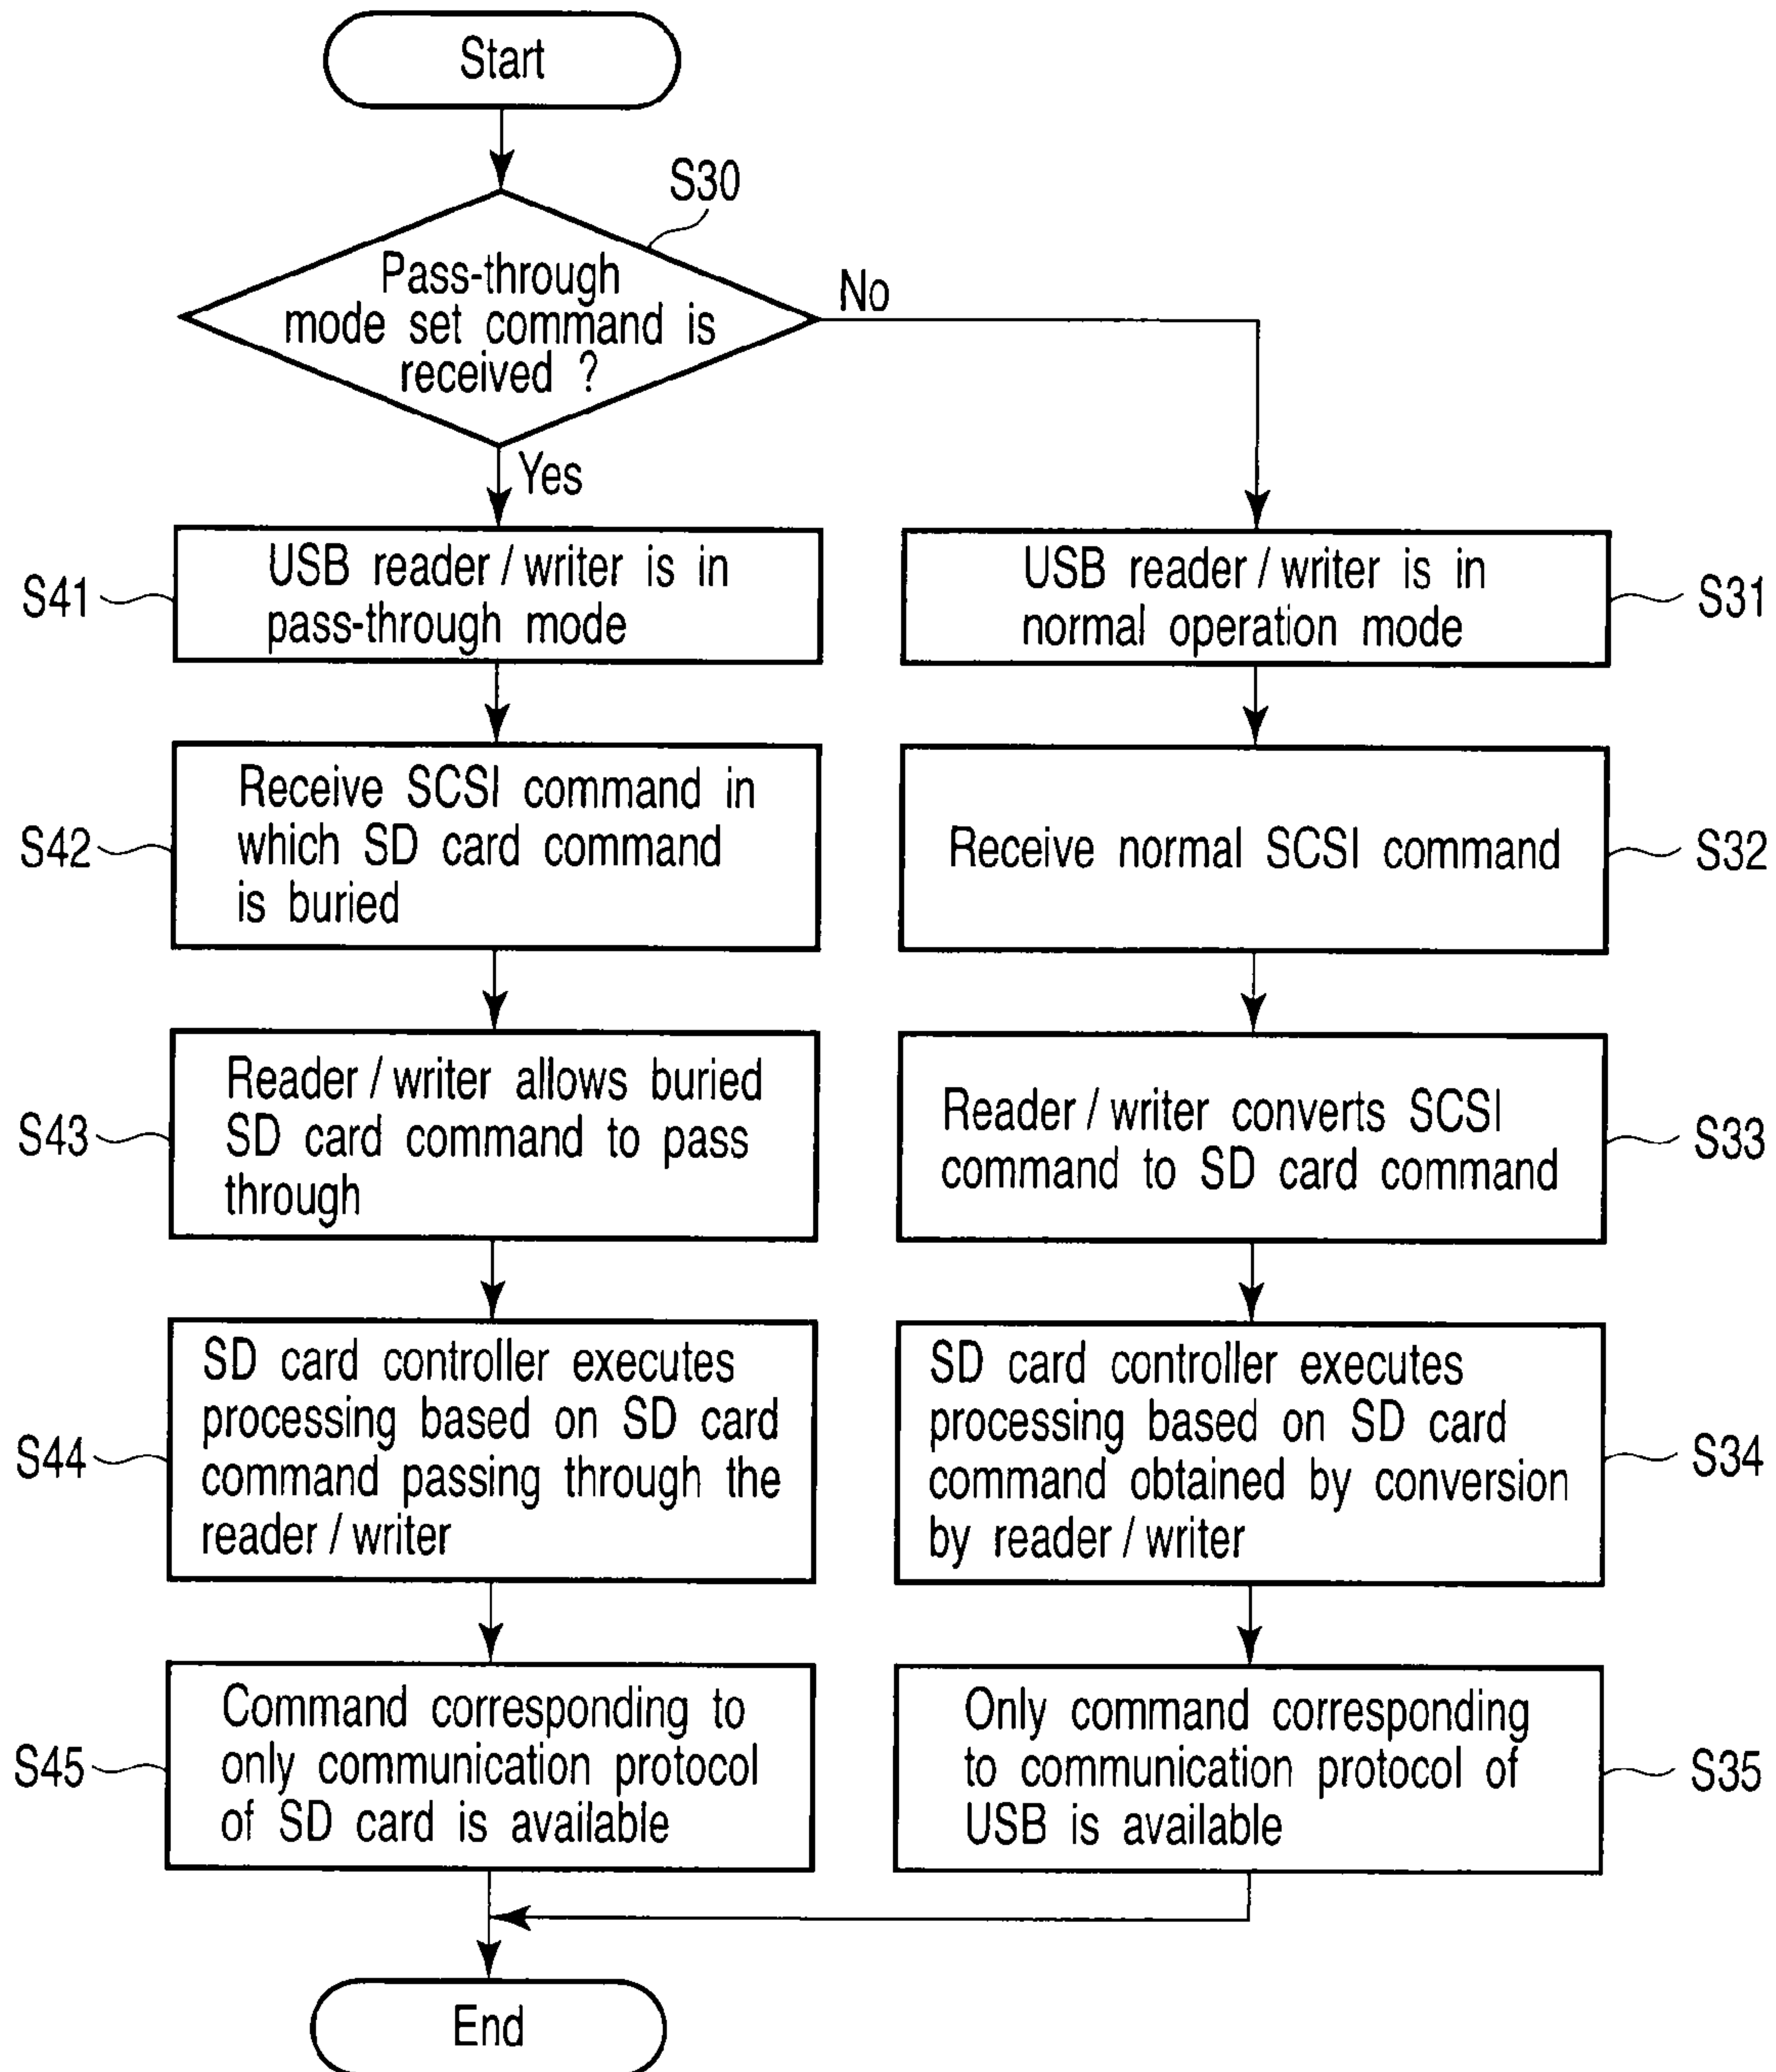 Start
S30
Pass-through
mode set command is
received ?
No
Yes
S41
USB reader / writer is in
pass-through mode
USB reader / writer is in
normal operation mode
S31
S42
Receive SCSI command in
which SD card command
is buried
Receive normal SCSI command
S32
S43
Reader / writer allows buried
SD card command to pass
through
Reader / writer converts SCSI
command to SD card command
S33
S44
SD card controller executes
processing based on SD card
command passing through the
reader / writer
SD card controller executes
processing based on SD card
command obtained by conversion
by reader / writer
S34
S45
Command corresponding to
only communication protocol
of SD card is available
Only command corresponding
to communication protocol of
USB is available
S35
End